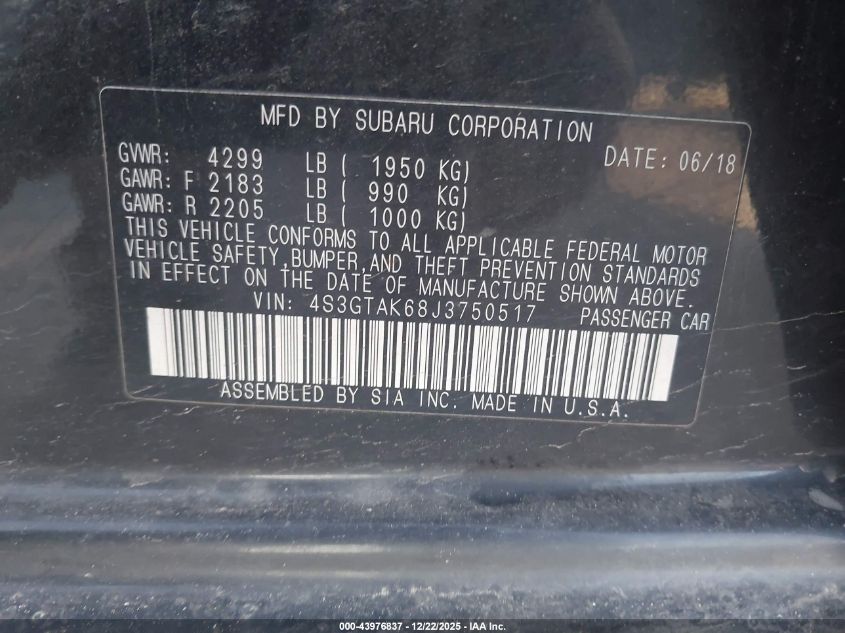 MFD BY SUBARU CORPORATION
GVWR: 4299 LB ( 1950 KG) DATE: 06/18
GAWR: F 2183 LB ( 990 KG)
GAWR: R 2205 LB ( 1000 KG)
THIS VEHICLE CONFORMS TO ALL APPLICABLE FEDERAL MOTOR
VEHICLE SAFETY,BUMPER,AND THEFT PREVENTION STANDARDS
IN EFFECT ON THE DATE OF MANUFACTURE SHOWN ABOVE.
VIN: 4S3GTAK68J3750517 PASSENGER CAR
ASSEMBLED BY SIA INC. MADE IN U.S.A.
000-43976837 - 12/22/2025 - IAA Inc.